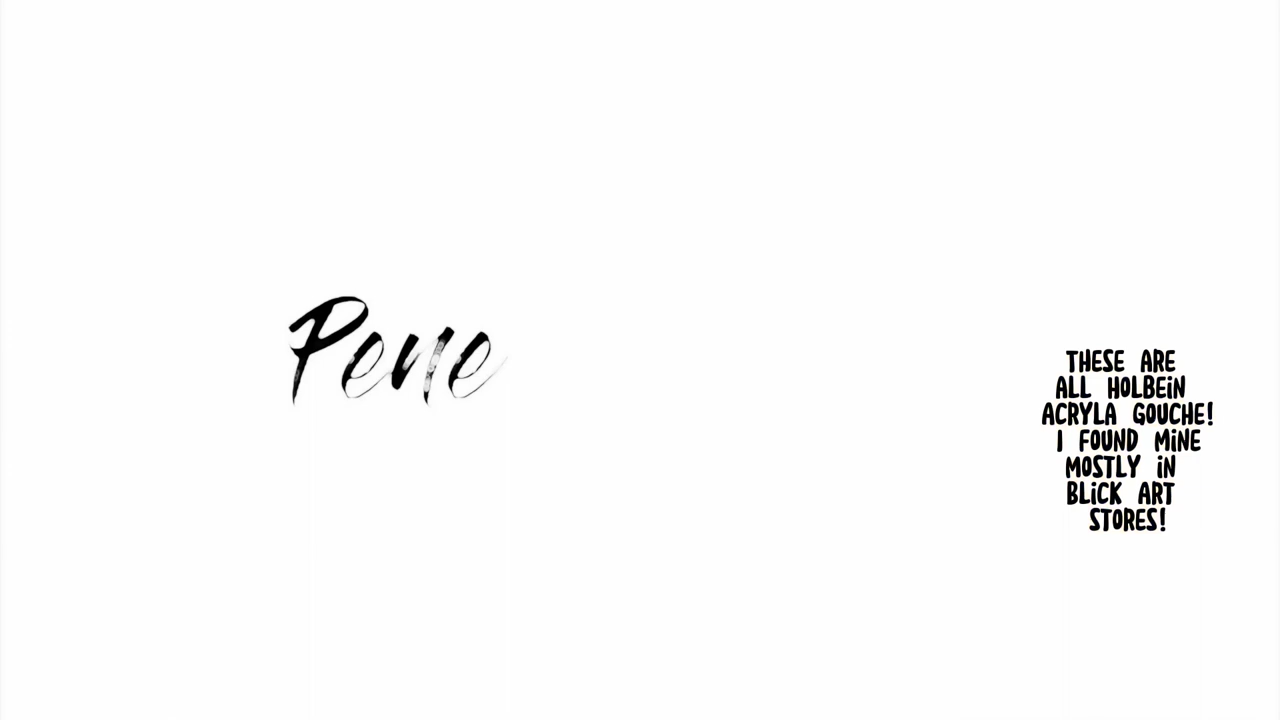 Pene
THESE ARE
ALL HOLBEIN
ACRYLA GOUCHE!
I FOUND MINE
MOSTLY IN
BLICK ART
STORES!